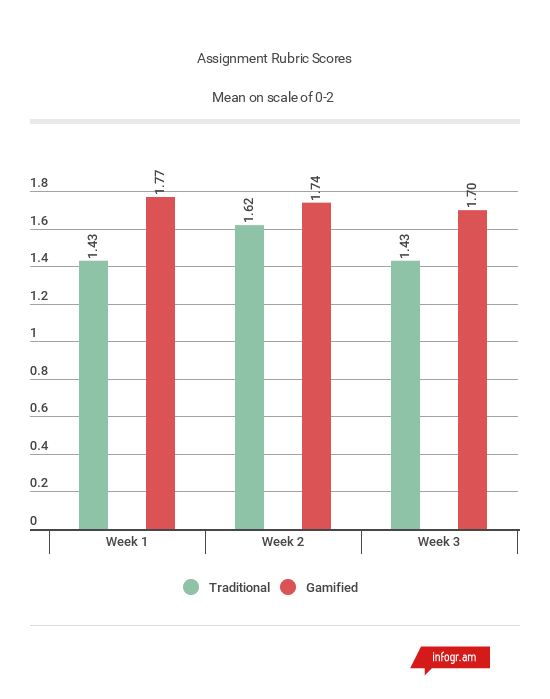 Assignment Rubric Scores
Mean on scale of 0-2
1.8
1.6
1.4
1.2
1
0.8
0.6
0.4
0.2
0
1.43
1.77
1.62
1.74
1.43
1.70
Week 1
Week 2
Week 3
Traditional
Gamified
infogr.am